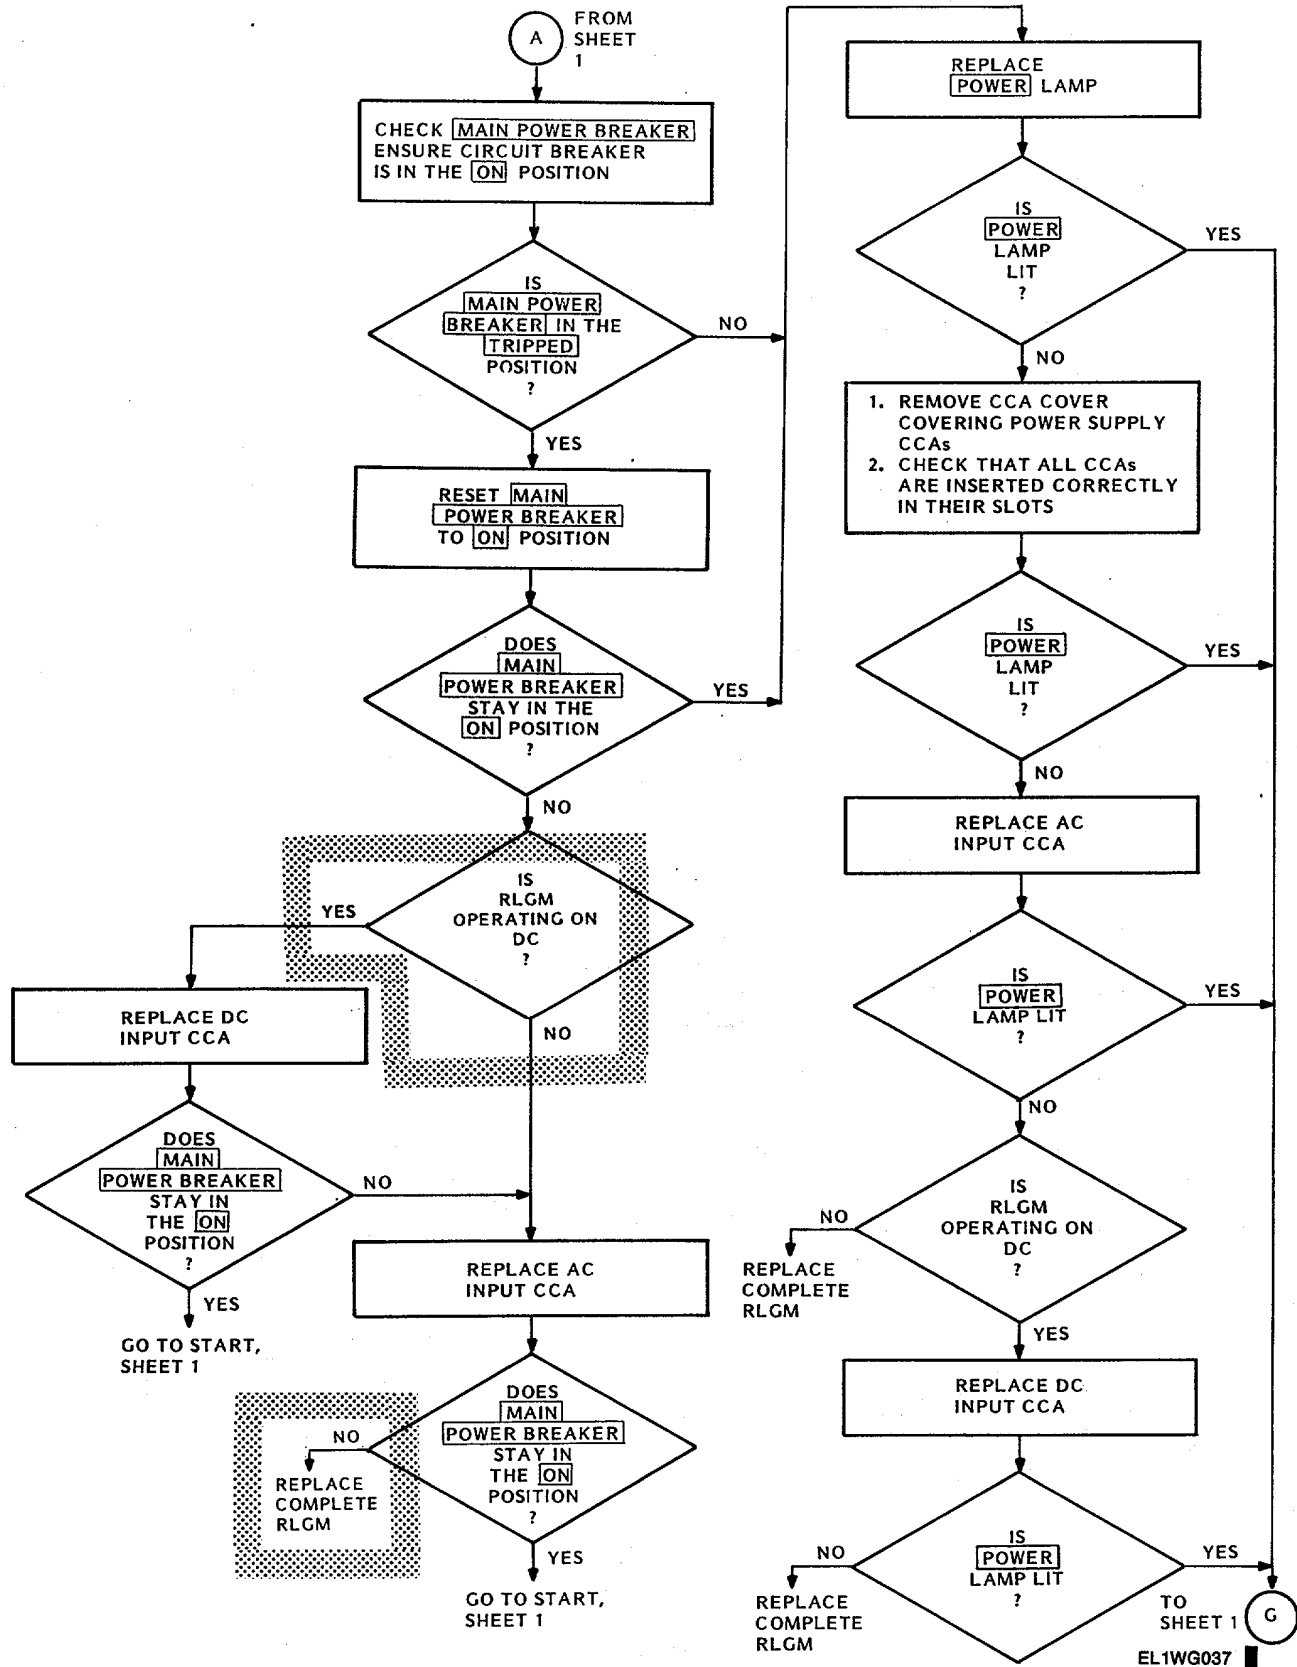 A
FROM
SHEET
1
CHECK MAIN POWER BREAKER
ENSURE CIRCUIT BREAKER
IS IN THE ON POSITION
IS
MAIN POWER
BREAKER IN THE
TRIPPED
POSITION
?
NO
YES
RESET MAIN
POWER BREAKER
TO ON POSITION
DOES
MAIN
POWER BREAKER
STAY IN THE
ON POSITION
?
YES
NO
IS
RLGM
OPERATING ON
DC
?
YES
NO
REPLACE DC
INPUT CCA
DOES
MAIN
POWER BREAKER
STAY IN
THE ON
POSITION
?
NO
YES
GO TO START,
SHEET 1
REPLACE AC
INPUT CCA
DOES
MAIN
POWER BREAKER
STAY IN
THE ON
POSITION
?
NO
REPLACE
COMPLETE
RLGM
YES
GO TO START,
SHEET 1
REPLACE
POWER LAMP
IS
POWER
LAMP
LIT
?
YES
NO
1. REMOVE CCA COVER
COVERING POWER SUPPLY
CCAs
2. CHECK THAT ALL CCAs
ARE INSERTED CORRECTLY
IN THEIR SLOTS
IS
POWER
LAMP
LIT
?
YES
NO
REPLACE AC
INPUT CCA
IS
POWER
LAMP LIT
?
YES
NO
IS
RLGM
OPERATING ON
DC
?
NO
REPLACE
COMPLETE
RLGM
YES
REPLACE DC
INPUT CCA
IS
POWER
LAMP LIT
?
NO
REPLACE
COMPLETE
RLGM
YES
TO
SHEET 1
G
EL1WG037